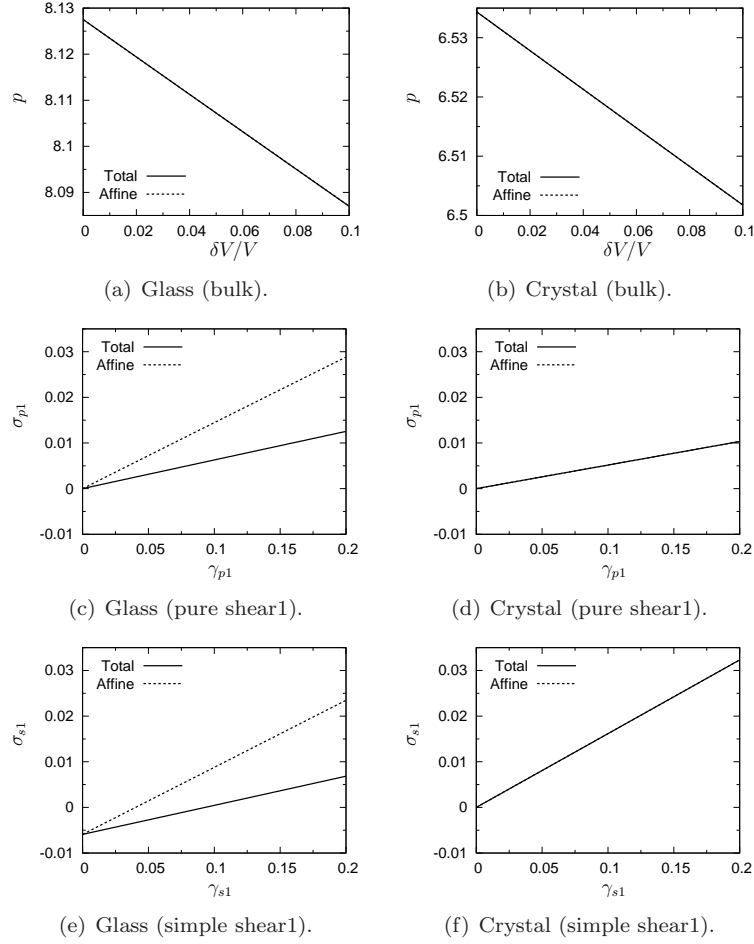 8.13
8.12
8.11
8.1
8.09
p
Total
Affine
0 0.02 0.04 0.06 0.08 0.1
δV/V
(a) Glass (bulk).
6.53
6.52
6.51
6.5
p
Total
Affine
0 0.02 0.04 0.06 0.08 0.1
δV/V
(b) Crystal (bulk).
0.03
0.02
0.01
0
-0.01
σp1
Total
Affine
0 0.05 0.1 0.15 0.2
γp1
(c) Glass (pure shear1).
0.03
0.02
0.01
0
-0.01
σp1
Total
Affine
0 0.05 0.1 0.15 0.2
γp1
(d) Crystal (pure shear1).
0.03
0.02
0.01
0
-0.01
σs1
Total
Affine
0 0.05 0.1 0.15 0.2
γs1
(e) Glass (simple shear1).
0.03
0.02
0.01
0
-0.01
σs1
Total
Affine
0 0.05 0.1 0.15 0.2
γs1
(f) Crystal (simple shear1).